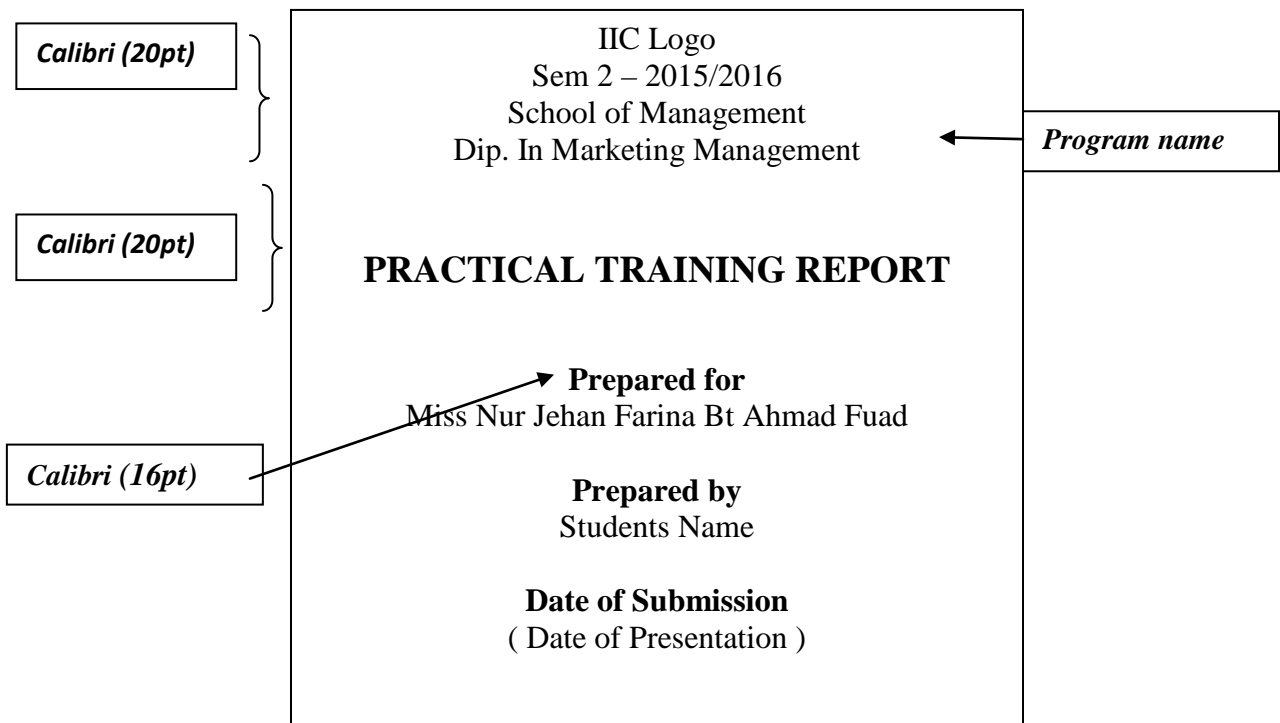 Calibri (20pt)
IIC Logo
Sem 2 – 2015/2016
School of Management
Dip. In Marketing Management
Program name
Calibri (20pt)
PRACTICAL TRAINING REPORT
Prepared for
Miss Nur Jehan Farina Bt Ahmad Fuad
Calibri (16pt)
Prepared by
Students Name
Date of Submission
( Date of Presentation )